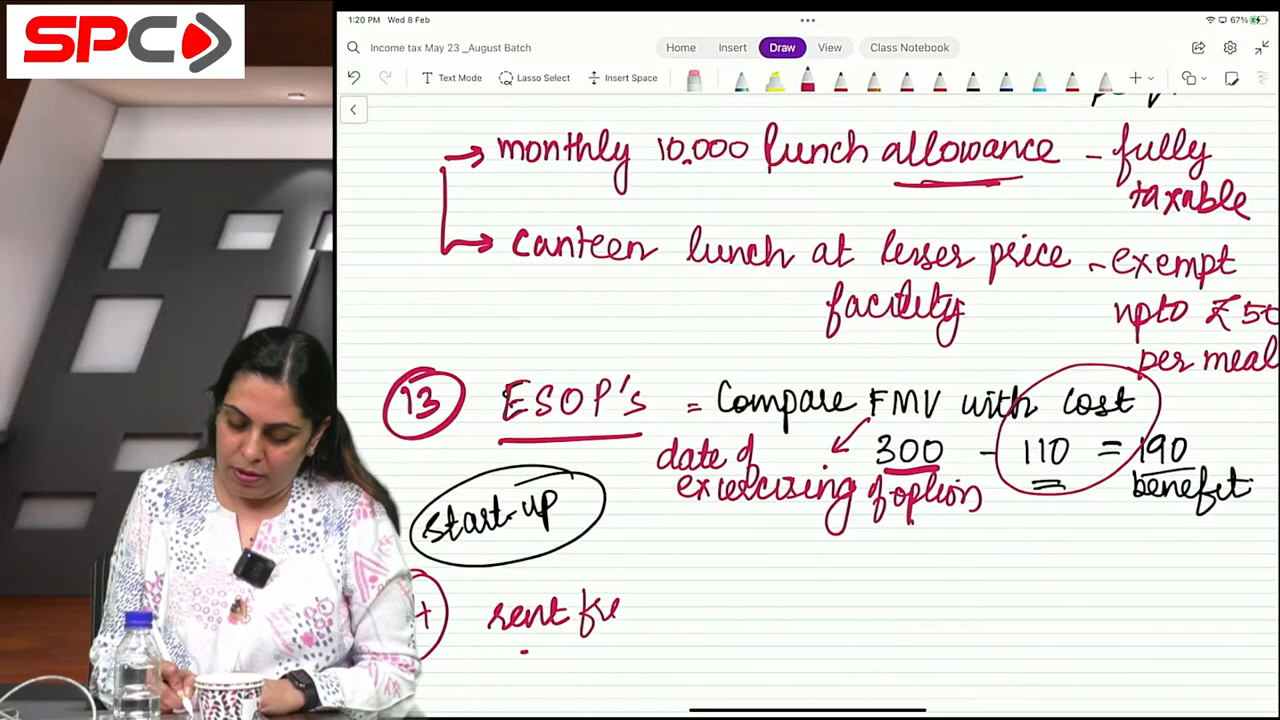 SPC
1:20 PM Wed 8 Feb
67%
Income tax May 23 _August Batch
Home Insert Draw View Class Notebook
Text Mode Lasso Select Insert Space
→ monthly 10,000 lunch allowance - fully
taxable
→ canteen lunch at lesser price - exempt
facility upto ₹50
per meal
13 ESOP's = Compare FMV with cost
date of 300 - 110 = 190
exiercizing of option benefit
start-up
rent fre